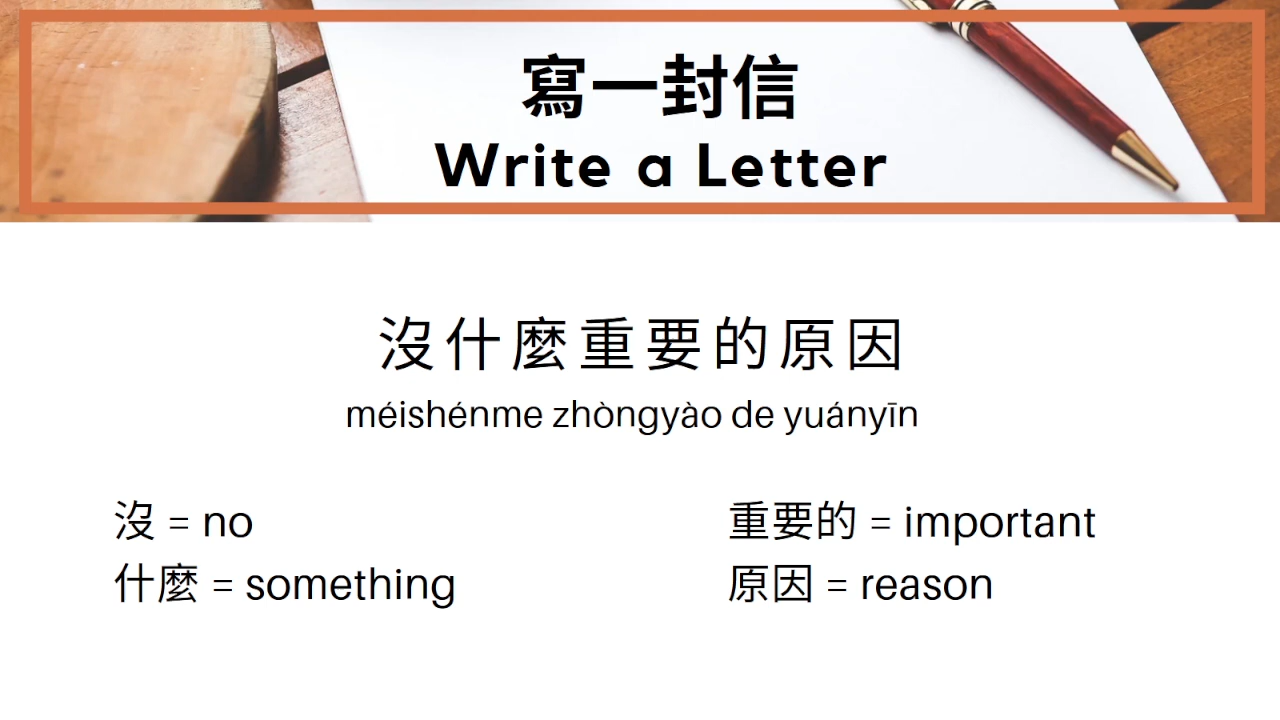 寫一封信
Write a Letter
沒什麼重要的原因
méishénme zhòngyào de yuányīn
沒 = no
什麼 = something
重要的 = important
原因 = reason